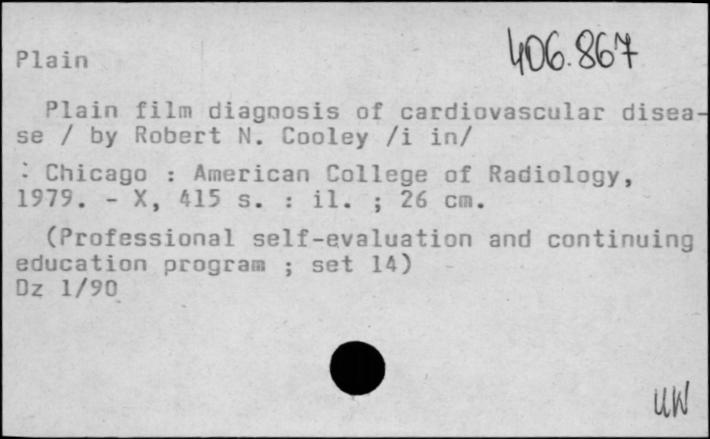 406.867
Plain
Plain film diagnosis of cardiovascular disea-
se / by Robert N. Cooley /i in/
: Chicago : American College of Radiology,
1979. - X, 415 s. : il. ; 26 cm.
(Professional self-evaluation and continuing
education program ; set 14)
Dz 1/90
UW